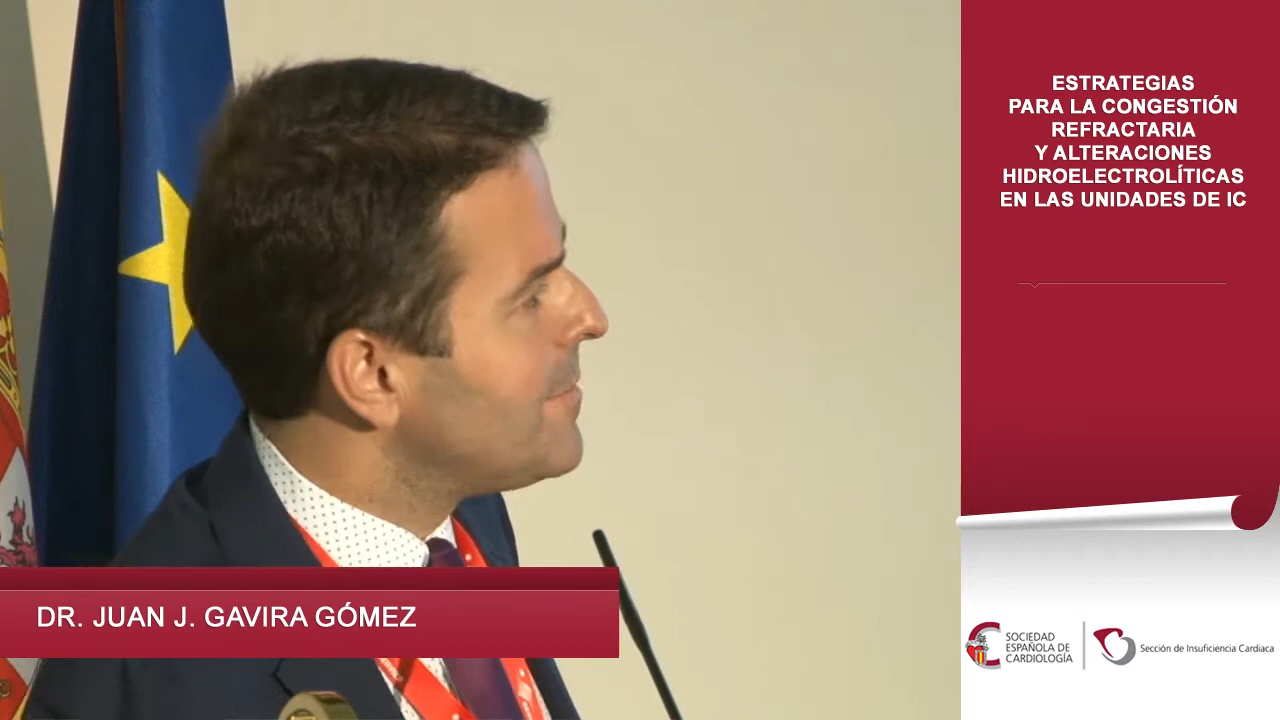 ESTRATEGIAS
PARA LA CONGESTIÓN
REFRACTARIA
Y ALTERACIONES
HIDROELECTROLÍTICAS
EN LAS UNIDADES DE IC
DR. JUAN J. GAVIRA GÓMEZ
SOCIEDAD
ESPAÑOLA DE
CARDIOLOGÍA
Sección de Insuficiencia Cardiaca